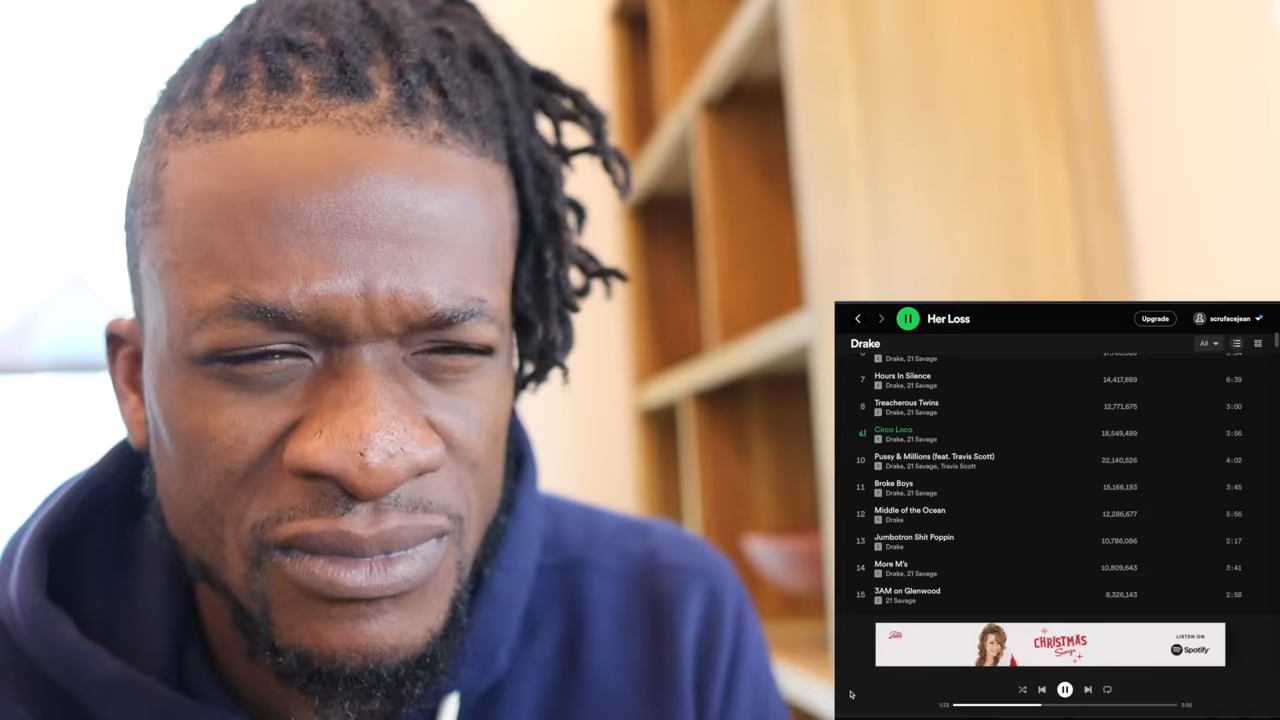 Her Loss
Upgrade
scrufacejean
Drake
All
Drake, 21 Savage
7 Hours In Silence 14,417,889 6:39
E Drake, 21 Savage
8 Treacherous Twins 12,771,675 3:00
E Drake, 21 Savage
Circo Loco 18,549,489 3:56
E Drake, 21 Savage
10 Pussy & Millions (feat. Travis Scott) 22,140,526 4:02
E Drake, 21 Savage, Travis Scott
11 Broke Boys 15,166,193 3:45
E Drake, 21 Savage
12 Middle of the Ocean 12,286,677 5:56
E Drake
13 Jumbotron Shit Poppin 10,786,086 2:17
E Drake
14 More M's 10,809,643 3:41
E Drake, 21 Savage
15 3AM on Glenwood 8,326,143 2:58
E 21 Savage
CHRISTMAS
Songs
LISTEN ON
Spotify
1:33 3:56